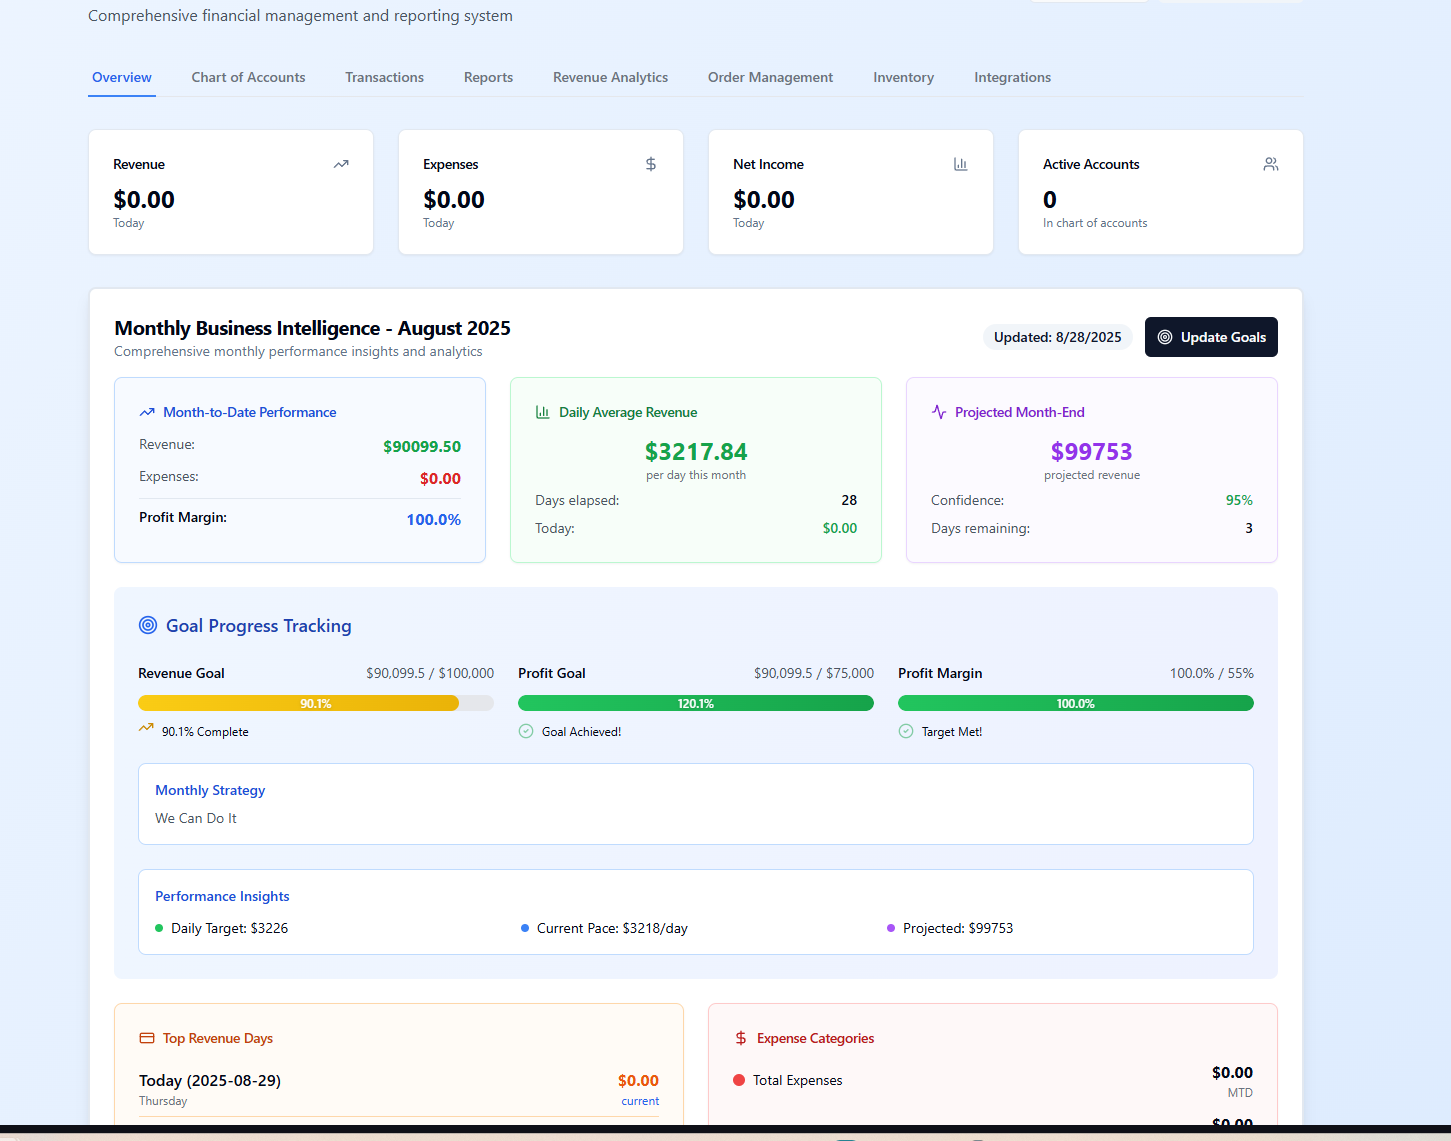 Comprehensive financial management and reporting system
Overview Chart of Accounts Transactions Reports Revenue Analytics Order Management Inventory Integrations
Revenue
$0.00
Today
Expenses
$0.00
Today
Net Income
$0.00
Today
Active Accounts
0
In chart of accounts
Monthly Business Intelligence - August 2025
Comprehensive monthly performance insights and analytics
Updated: 8/28/2025
Update Goals
Month-to-Date Performance
Revenue: $90099.50
Expenses: $0.00
Profit Margin: 100.0%
Daily Average Revenue
$3217.84
per day this month
Days elapsed: 28
Today: $0.00
Projected Month-End
$99753
projected revenue
Confidence: 95%
Days remaining: 3
Goal Progress Tracking
Revenue Goal $90,099.5 / $100,000
90.1%
90.1% Complete
Profit Goal $90,099.5 / $75,000
120.1%
Goal Achieved!
Profit Margin 100.0% / 55%
100.0%
Target Met!
Monthly Strategy
We Can Do It
Performance Insights
Daily Target: $3226
Current Pace: $3218/day
Projected: $99753
Top Revenue Days
Today (2025-08-29) $0.00
Thursday current
Expense Categories
Total Expenses $0.00
MTD
$0.00